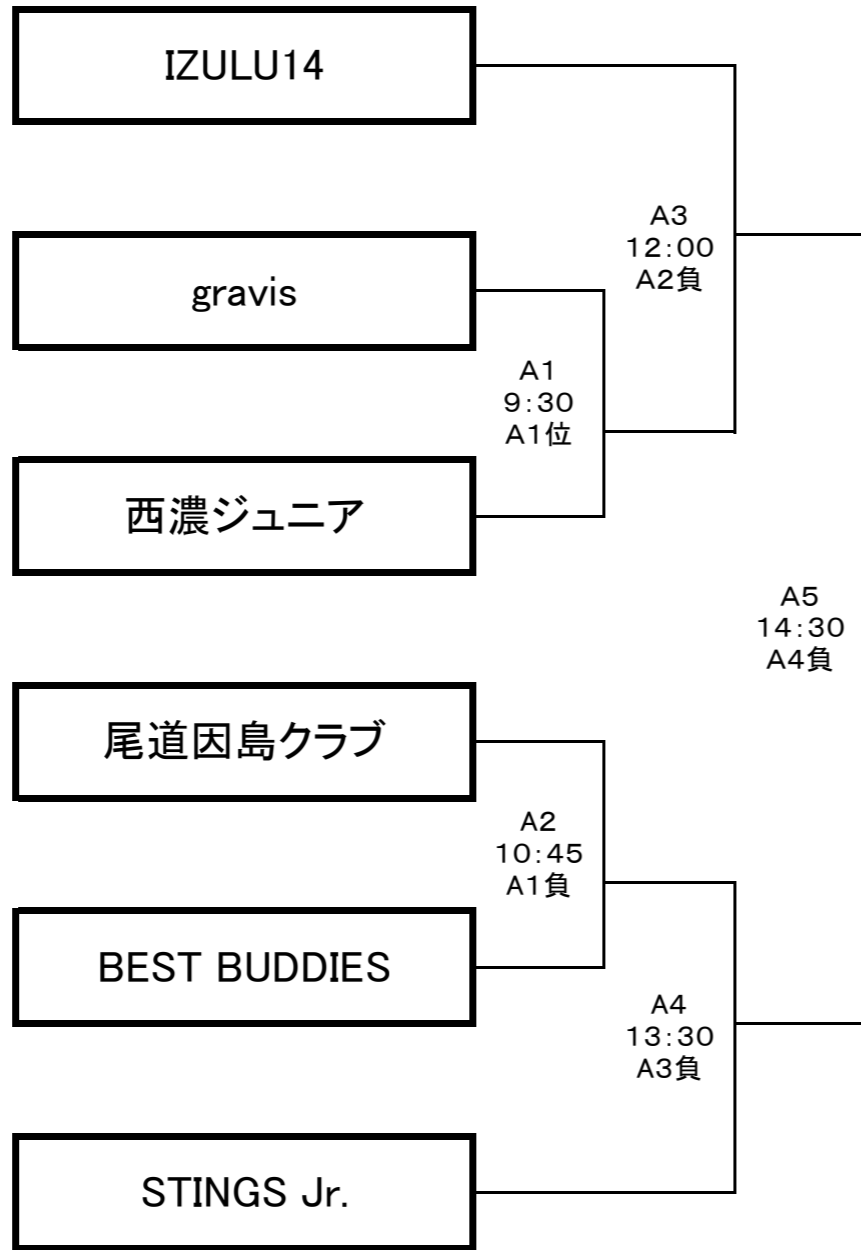 IZULU14
A3
12:00
A2負
gravis
A1
9:30
A1位
西濃ジュニア
A5
14:30
A4負
尾道因島クラブ
A2
10:45
A1負
BEST BUDDIES
A4
13:30
A3負
STINGS Jr.